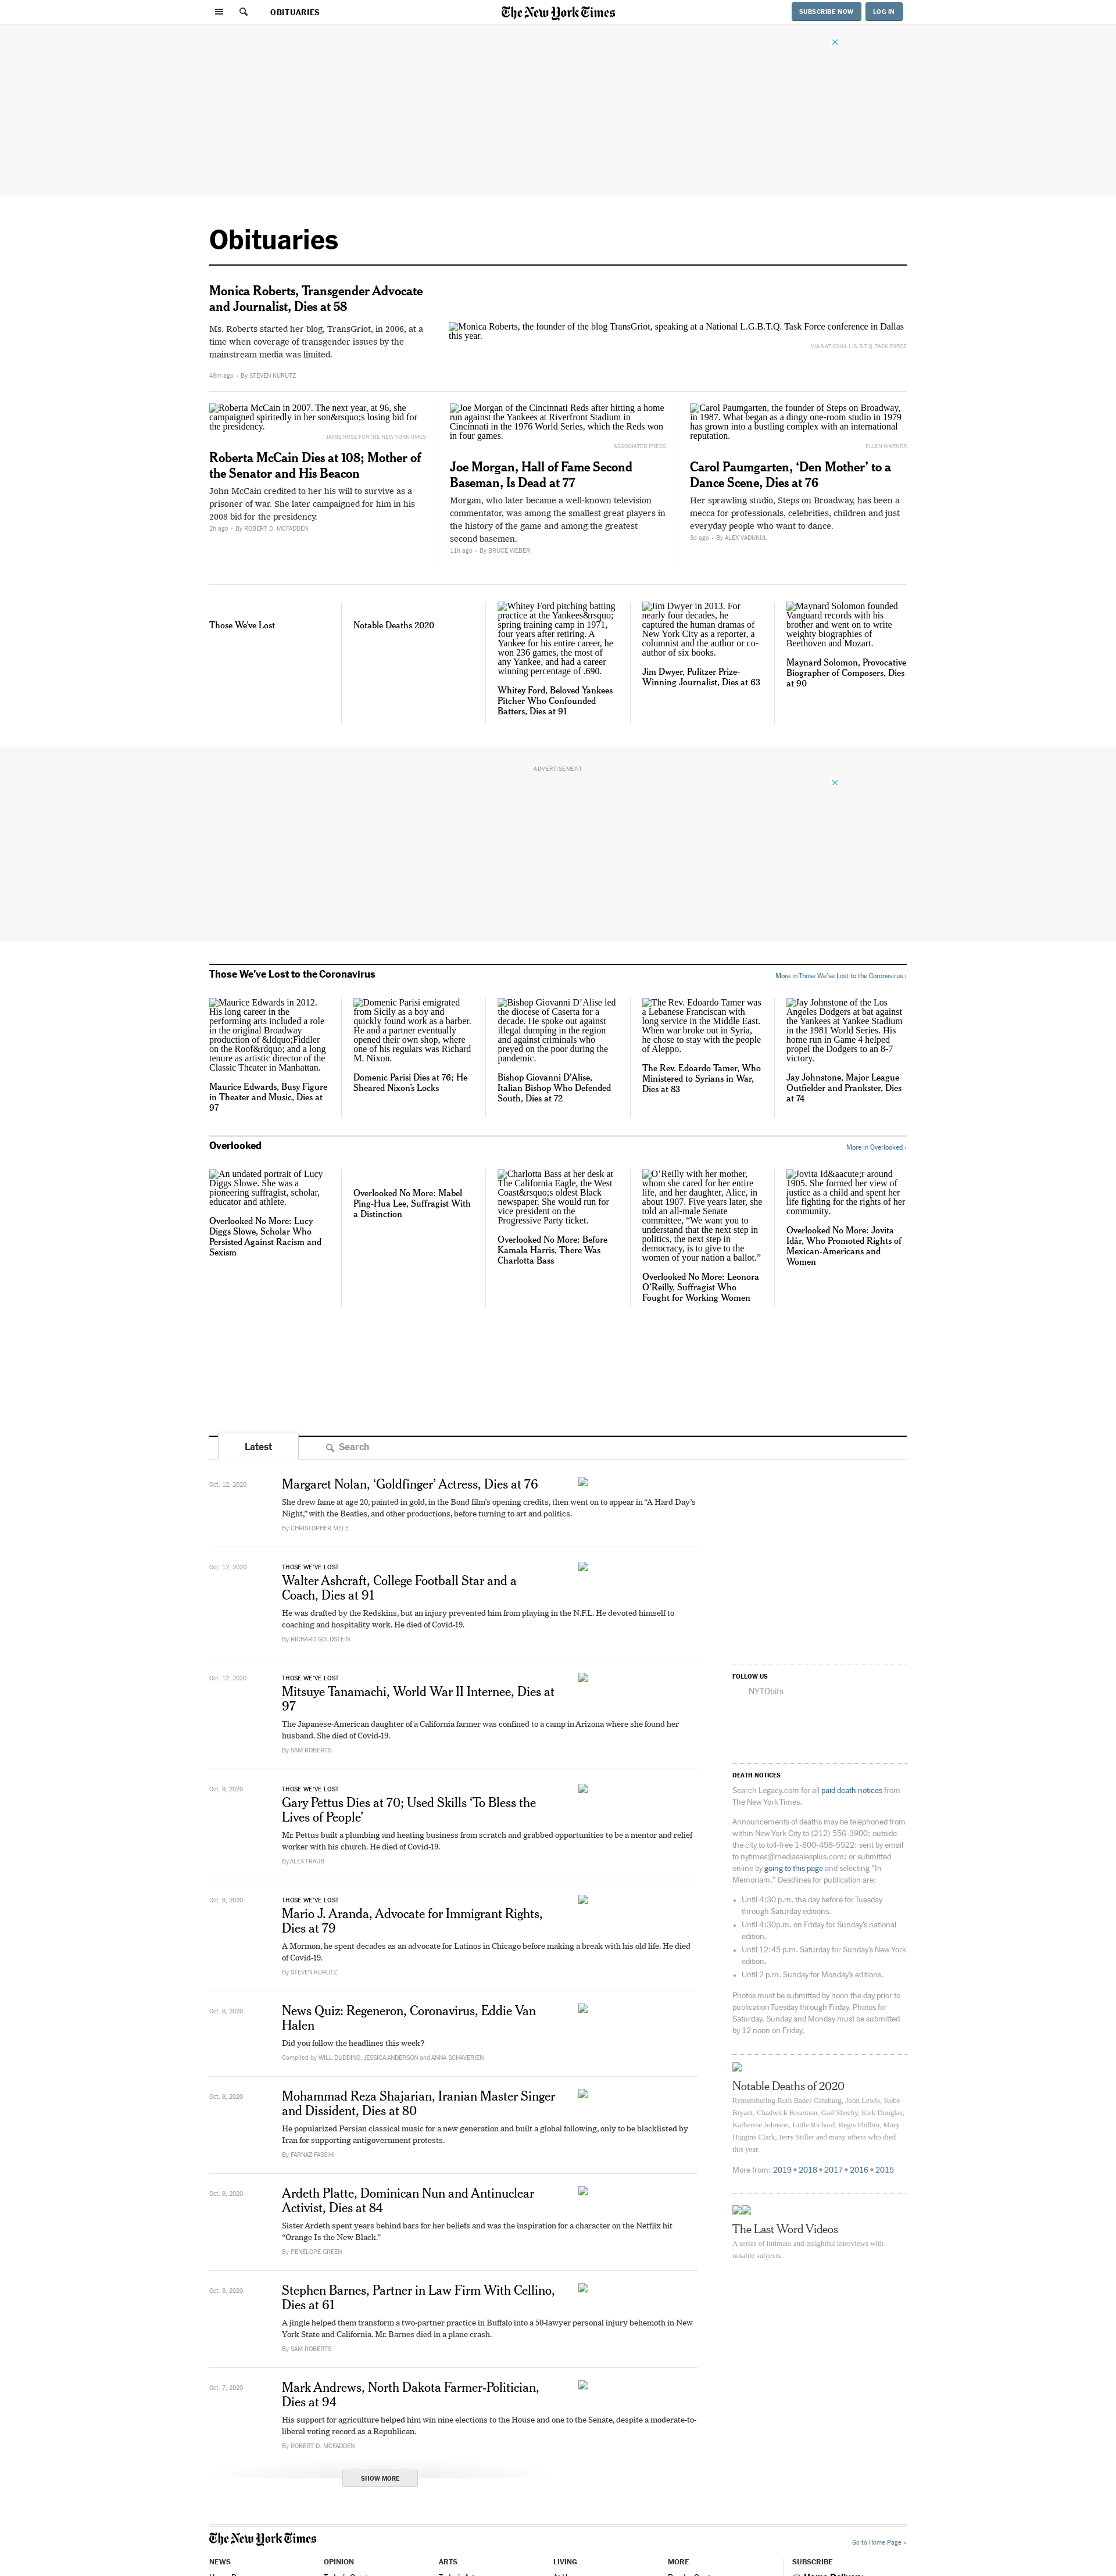 OBITUARIES
The New York Times
SUBSCRIBE NOW
LOG IN
Obituaries
Monica Roberts, Transgender Advocate
and Journalist, Dies at 58
Ms. Roberts started her blog, TransGriot, in 2006, at a
time when coverage of transgender issues by the
mainstream media was limited.
49m ago • By STEVEN KURUTZ
Monica Roberts, the founder of the blog TransGriot, speaking at a National L.G.B.T.Q. Task Force conference in Dallas
this year.
VIA NATIONAL L.G.B.T.Q. TASK FORCE
Roberta McCain in 2007. The next year, at 96, she
campaigned spiritedly in her son&rsquo;s losing bid for
the presidency.
JAMIE ROSE FOR THE NEW YORK TIMES
Roberta McCain Dies at 108; Mother of
the Senator and His Beacon
John McCain credited to her his will to survive as a
prisoner of war. She later campaigned for him in his
2008 bid for the presidency.
2h ago • By ROBERT D. MCFADDEN
Joe Morgan of the Cincinnati Reds after hitting a home
run against the Yankees at Riverfront Stadium in
Cincinnati in the 1976 World Series, which the Reds won
in four games.
ASSOCIATED PRESS
Joe Morgan, Hall of Fame Second
Baseman, Is Dead at 77
Morgan, who later became a well-known television
commentator, was among the smallest great players in
the history of the game and among the greatest
second basemen.
11h ago • By BRUCE WEBER
Carol Paumgarten, the founder of Steps on Broadway,
in 1987. What began as a dingy one-room studio in 1979
has grown into a bustling complex with an international
reputation.
ELLEN WARNER
Carol Paumgarten, ‘Den Mother’ to a
Dance Scene, Dies at 76
Her sprawling studio, Steps on Broadway, has been a
mecca for professionals, celebrities, children and just
everyday people who want to dance.
3d ago • By ALEX VADUKUL
Those We’ve Lost
Notable Deaths 2020
Whitey Ford pitching batting
practice at the Yankees&rsquo;
spring training camp in 1971,
four years after retiring. A
Yankee for his entire career, he
won 236 games, the most of
any Yankee, and had a career
winning percentage of .690.
Whitey Ford, Beloved Yankees
Pitcher Who Confounded
Batters, Dies at 91
Jim Dwyer in 2013. For
nearly four decades, he
captured the human dramas of
New York City as a reporter, a
columnist and the author or co-
author of six books.
Jim Dwyer, Pulitzer Prize-
Winning Journalist, Dies at 63
Maynard Solomon founded
Vanguard records with his
brother and went on to write
weighty biographies of
Beethoven and Mozart.
Maynard Solomon, Provocative
Biographer of Composers, Dies
at 90
ADVERTISEMENT
Those We’ve Lost to the Coronavirus
More in Those We’ve Lost to the Coronavirus ›
Maurice Edwards in 2012.
His long career in the
performing arts included a role
in the original Broadway
production of &ldquo;Fiddler
on the Roof&rdquo; and a long
tenure as artistic director of the
Classic Theater in Manhattan.
Maurice Edwards, Busy Figure
in Theater and Music, Dies at
97
Domenic Parisi emigrated
from Sicily as a boy and
quickly found work as a barber.
He and a partner eventually
opened their own shop, where
one of his regulars was Richard
M. Nixon.
Domenic Parisi Dies at 76; He
Sheared Nixon’s Locks
Bishop Giovanni D’Alise led
the diocese of Caserta for a
decade. He spoke out against
illegal dumping in the region
and against criminals who
preyed on the poor during the
pandemic.
Bishop Giovanni D’Alise,
Italian Bishop Who Defended
South, Dies at 72
The Rev. Edoardo Tamer was
a Lebanese Franciscan with
long service in the Middle East.
When war broke out in Syria,
he chose to stay with the people
of Aleppo.
The Rev. Edoardo Tamer, Who
Ministered to Syrians in War,
Dies at 83
Jay Johnstone of the Los
Angeles Dodgers at bat against
the Yankees at Yankee Stadium
in the 1981 World Series. His
home run in Game 4 helped
propel the Dodgers to an 8-7
victory.
Jay Johnstone, Major League
Outfielder and Prankster, Dies
at 74
Overlooked
More in Overlooked ›
An undated portrait of Lucy
Diggs Slowe. She was a
pioneering suffragist, scholar,
educator and athlete.
Overlooked No More: Lucy
Diggs Slowe, Scholar Who
Persisted Against Racism and
Sexism
Overlooked No More: Mabel
Ping-Hua Lee, Suffragist With
a Distinction
Charlotta Bass at her desk at
The California Eagle, the West
Coast&rsquo;s oldest Black
newspaper. She would run for
vice president on the
Progressive Party ticket.
Overlooked No More: Before
Kamala Harris, There Was
Charlotta Bass
O’Reilly with her mother,
whom she cared for her entire
life, and her daughter, Alice, in
about 1907. Five years later, she
told an all-male Senate
committee, “We want you to
understand that the next step in
politics, the next step in
democracy, is to give to the
women of your nation a ballot.”
Overlooked No More: Leonora
O’Reilly, Suffragist Who
Fought for Working Women
Jovita Id&aacute;r around
1905. She formed her view of
justice as a child and spent her
life fighting for the rights of her
community.
Overlooked No More: Jovita
Idár, Who Promoted Rights of
Mexican-Americans and
Women
Latest
Search
Oct. 12, 2020
Margaret Nolan, ‘Goldfinger’ Actress, Dies at 76
She drew fame at age 20, painted in gold, in the Bond film’s opening credits, then went on to appear in “A Hard Day’s
Night,” with the Beatles, and other productions, before turning to art and politics.
By CHRISTOPHER MELE
Oct. 12, 2020
THOSE WE’VE LOST
Walter Ashcraft, College Football Star and a
Coach, Dies at 91
He was drafted by the Redskins, but an injury prevented him from playing in the N.F.L. He devoted himself to
coaching and hospitality work. He died of Covid-19.
By RICHARD GOLDSTEIN
Oct. 12, 2020
THOSE WE’VE LOST
Mitsuye Tanamachi, World War II Internee, Dies at
97
The Japanese-American daughter of a California farmer was confined to a camp in Arizona where she found her
husband. She died of Covid-19.
By SAM ROBERTS
Oct. 9, 2020
THOSE WE’VE LOST
Gary Pettus Dies at 70; Used Skills ‘To Bless the
Lives of People’
Mr. Pettus built a plumbing and heating business from scratch and grabbed opportunities to be a mentor and relief
worker with his church. He died of Covid-19.
By ALEX TRAUB
Oct. 9, 2020
THOSE WE’VE LOST
Mario J. Aranda, Advocate for Immigrant Rights,
Dies at 79
A Mormon, he spent decades as an advocate for Latinos in Chicago before making a break with his old life. He died
of Covid-19.
By STEVEN KURUTZ
Oct. 9, 2020
News Quiz: Regeneron, Coronavirus, Eddie Van
Halen
Did you follow the headlines this week?
Compiled by WILL DUDDING, JESSICA ANDERSON and ANNA SCHAVERIEN
Oct. 8, 2020
Mohammad Reza Shajarian, Iranian Master Singer
and Dissident, Dies at 80
He popularized Persian classical music for a new generation and built a global following, only to be blacklisted by
Iran for supporting antigovernment protests.
By FARNAZ FASSIHI
Oct. 8, 2020
Ardeth Platte, Dominican Nun and Antinuclear
Activist, Dies at 84
Sister Ardeth spent years behind bars for her beliefs and was the inspiration for a character on the Netflix hit
“Orange Is the New Black.”
By PENELOPE GREEN
Oct. 8, 2020
Stephen Barnes, Partner in Law Firm With Cellino,
Dies at 61
A jingle helped them transform a two-partner practice in Buffalo into a 50-lawyer personal injury behemoth in New
York State and California. Mr. Barnes died in a plane crash.
By SAM ROBERTS
Oct. 7, 2020
Mark Andrews, North Dakota Farmer-Politician,
Dies at 94
His support for agriculture helped him win nine elections to the House and one to the Senate, despite a moderate-to-
liberal voting record as a Republican.
By ROBERT D. MCFADDEN
SHOW MORE
FOLLOW US
NYTObits
DEATH NOTICES
Search Legacy.com for all paid death notices from
The New York Times.
Announcements of deaths may be telephoned from
within New York City to (212) 556-3900; outside
the city to toll-free 1-800-458-5522; sent by email
to nytimes@mediasalesplus.com; or submitted
online by going to this page and selecting "In
Memoriam." Deadlines for publication are:
• Until 4:30 p.m. the day before for Tuesday
through Saturday editions.
• Until 4:30p.m. on Friday for Sunday’s national
edition.
• Until 12:45 p.m. Saturday for Sunday’s New York
edition.
• Until 2 p.m. Sunday for Monday’s editions.
Photos must be submitted by noon the day prior to
publication Tuesday through Friday. Photos for
Saturday, Sunday and Monday must be submitted
by 12 noon on Friday.
Notable Deaths of 2020
Remembering Ruth Bader Ginsburg, John Lewis, Kobe
Bryant, Chadwick Boseman, Gail Sheehy, Kirk Douglas,
Katherine Johnson, Little Richard, Regis Philbin, Mary
Higgins Clark, Jerry Stiller and many others who died
this year.
More from: 2019 • 2018 • 2017 • 2016 • 2015
The Last Word Videos
A series of intimate and insightful interviews with
notable subjects.
The New York Times
Go to Home Page »
NEWS
OPINION
ARTS
LIVING
MORE
SUBSCRIBE